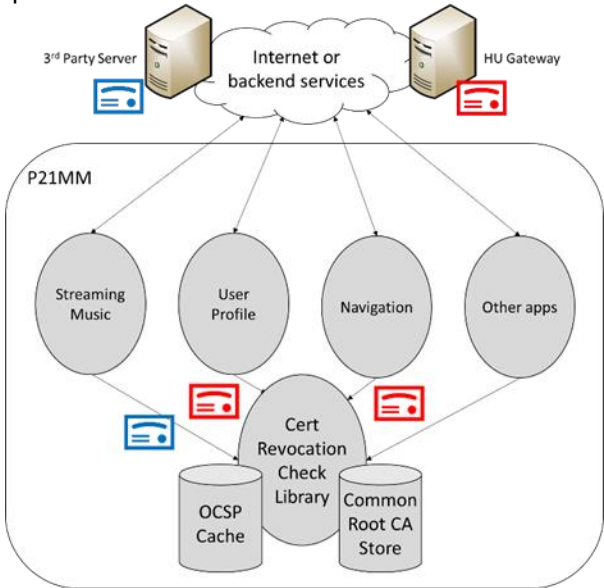 3rd Party Server
Internet or
backend services
HU Gateway
P21MM
Streaming
Music
User
Profile
Navigation
Other apps
Cert
Revocation
Check
Library
OCSP
Cache
Common
Root CA
Store